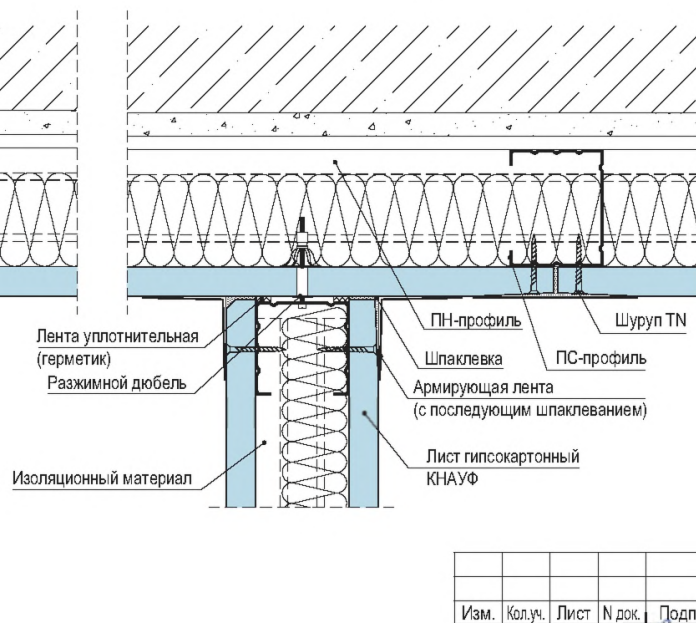 ПН-профиль
Шуруп TN
Лента уплотнительная
(герметик)
Шпаклевка
ПС-профиль
Разжимной дюбель
Армирующая лента
(с последующим шпаклеванием)
Лист гипсокартонный
КНАУФ
Изоляционный материал
Изм. Кол.уч. Лист N док. Подп